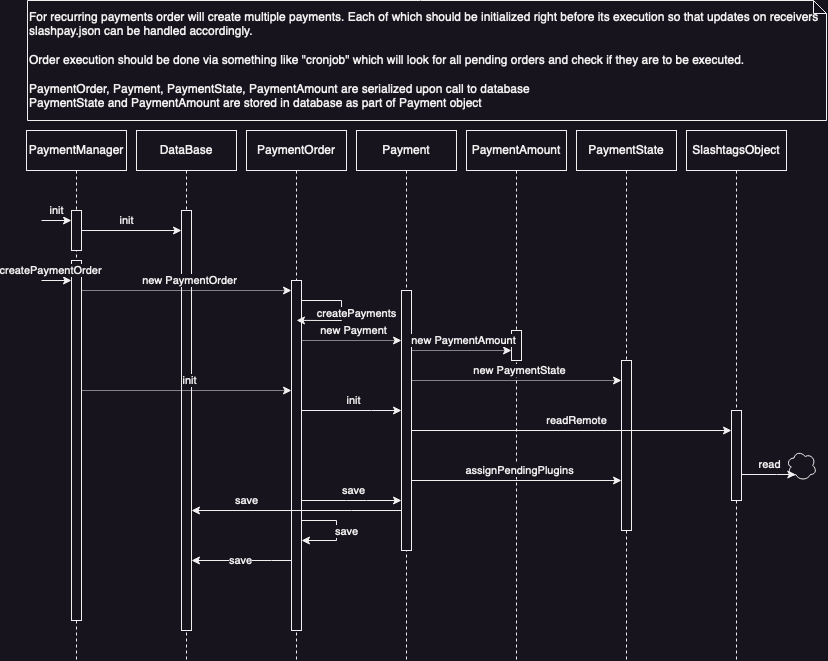 For recurring payments order will create multiple payments. Each of which should be initialized right before its execution so that updates on receivers
slashpay.json can be handled accordingly.
Order execution should be done via something like "cronjob" which will look for all pending orders and check if they are to be executed.
PaymentOrder, Payment, PaymentState, PaymentAmount are serialized upon call to database
PaymentState and PaymentAmount are stored in database as part of Payment object
PaymentManager
DataBase
PaymentOrder
Payment
PaymentAmount
PaymentState
SlashtagsObject
init
init
createPaymentOrder
new PaymentOrder
createPayments
new Payment
new PaymentAmount
new PaymentState
init
init
readRemote
read
assignPendingPlugins
save
save
save
save